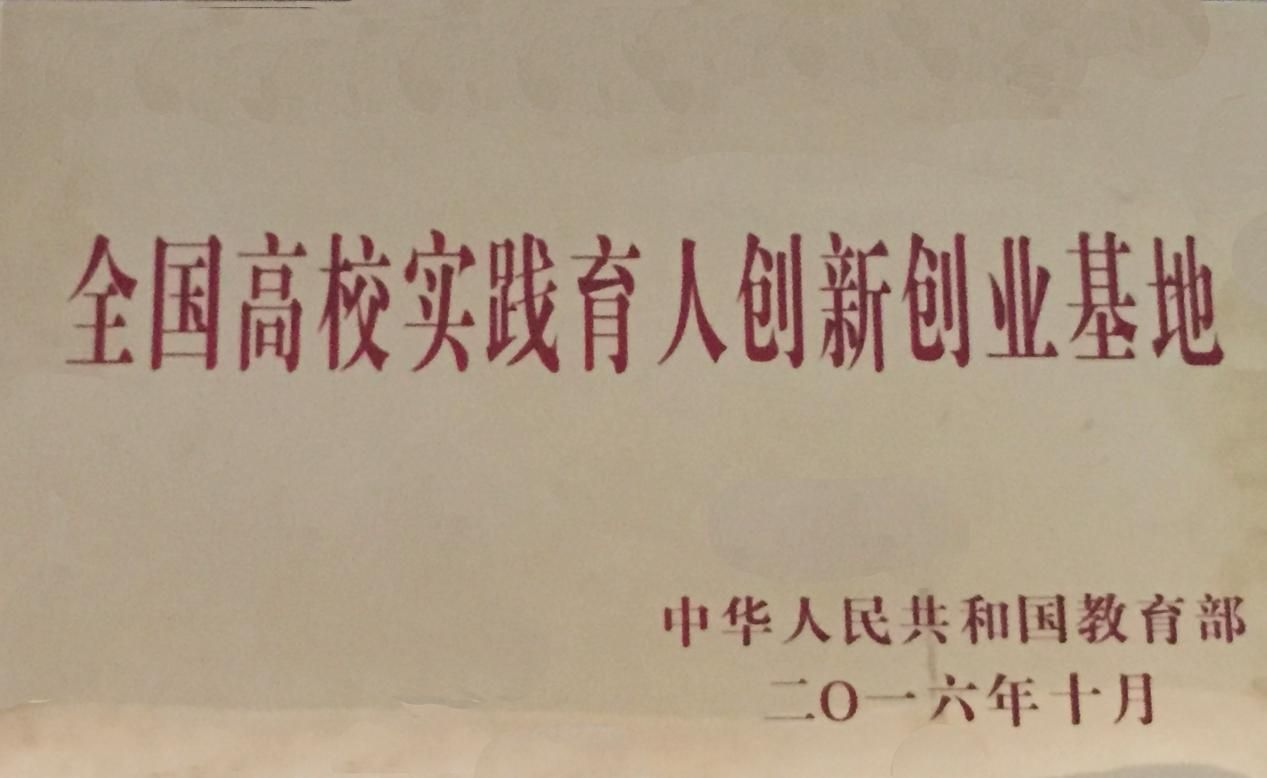 全国高校实践育人创新创业基地
中华人民共和国教育部
二O一六年十月